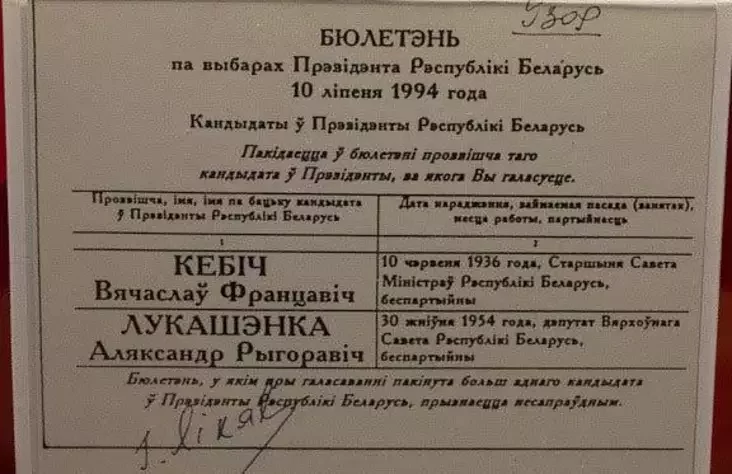 Узор
БЮЛЕТЭНЬ
па выбарах Прэзідэнта Рэспублікі Беларусь
10 ліпеня 1994 года
Кандыдаты ў Прэзідэнты Рэспублікі Беларусь
Пакідаецца ў бюлетэні прозвішча таго
кандыдата ў Прэзідэнты, за якога Вы галасуеце.
Прозвішча, імя, імя па бацьку кандыдата
ў Прэзідэнты Рэспублікі Беларусь
Дата нараджэння, займаемая пасада (занятак),
месца работы, партыйнасць
1
2
КЕБІЧ
Вячаслаў Францавіч
10 чэрвеня 1936 года, Старшыня Савета
Міністраў Рэспублікі Беларусь,
беспартыйны
ЛУКАШЭНКА
Аляксандр Рыгоравіч
30 жніўня 1954 года, дэпутат Вярхоўнага
Савета Рэспублікі Беларусь,
беспартыйны
Бюлетэнь, у якім пры галасаванні пакінута больш аднаго кандыдата
ў Прэзідэнты Рэспублікі Беларусь, прызнаецца несапраўдным.